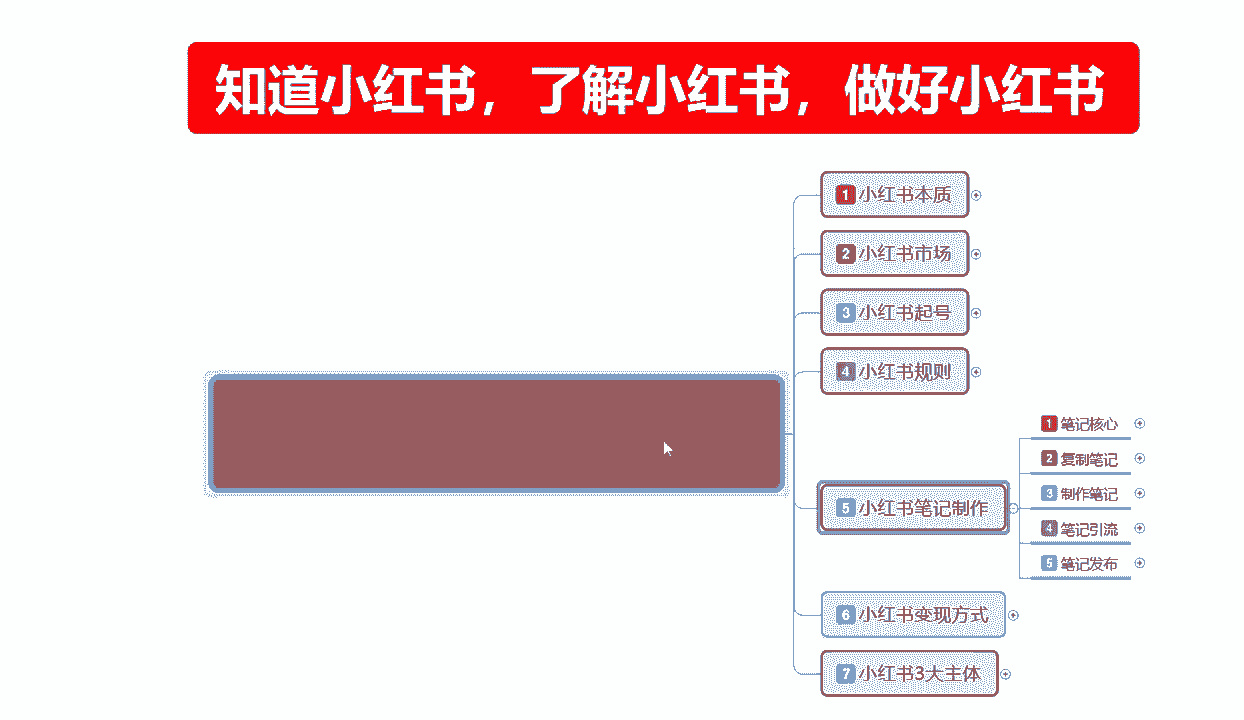 知道小红书，了解小红书，做好小红书
1 小红书本质
2 小红书市场
3 小红书起号
4 小红书规则
5 小红书笔记制作
1 笔记核心
2 复制笔记
3 制作笔记
4 笔记引流
5 笔记发布
6 小红书变现方式
7 小红书3大主体